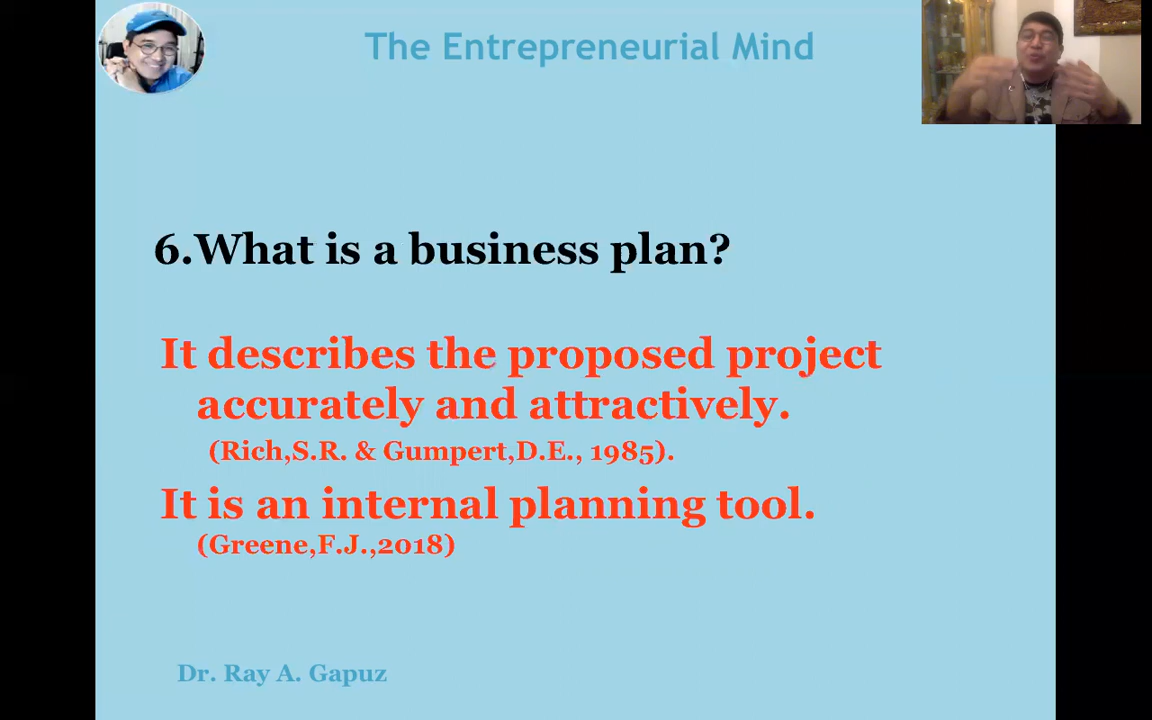 The Entrepreneurial Mind
6.What is a business plan?
It describes the proposed project
accurately and attractively.
(Rich,S.R. & Gumpert,D.E., 1985).
It is an internal planning tool.
(Greene,F.J.,2018)
Dr. Ray A. Gapuz